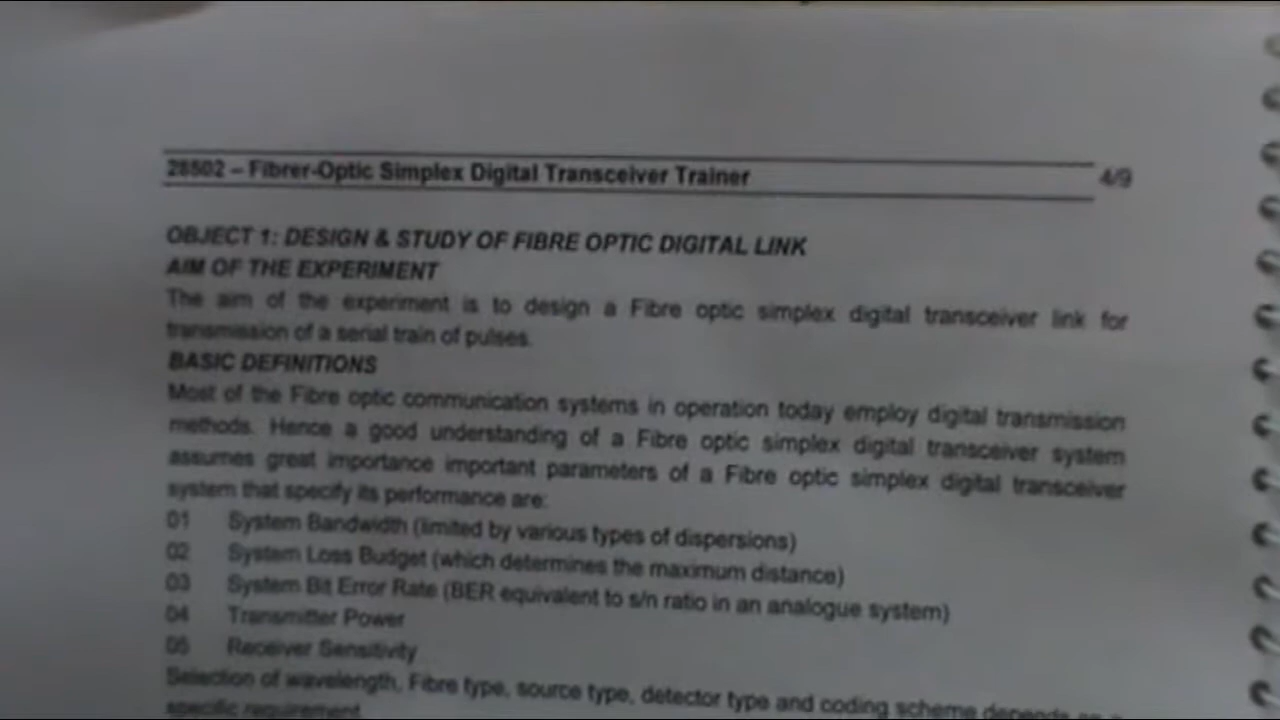 28502 – Fibrer-Optic Simplex Digital Transceiver Trainer 4/9
OBJECT 1: DESIGN & STUDY OF FIBRE OPTIC DIGITAL LINK
AIM OF THE EXPERIMENT
The aim of the experiment is to design a Fibre optic simplex digital transceiver link for
transmission of a serial train of pulses.
BASIC DEFINITIONS
Most of the Fibre optic communication systems in operation today employ digital transmission
methods. Hence a good understanding of a Fibre optic simplex digital transceiver system
assumes great importance important parameters of a Fibre optic simplex digital transceiver
system that specify its performance are:
01 System Bandwidth (limited by various types of dispersions)
02 System Loss Budget (which determines the maximum distance)
03 System Bit Error Rate (BER equivalent to s/n ratio in an analogue system)
04 Transmitter Power
05 Receiver Sensitivity
Selection of wavelength, Fibre type, source type, detector type and coding scheme depends on
specific requirement